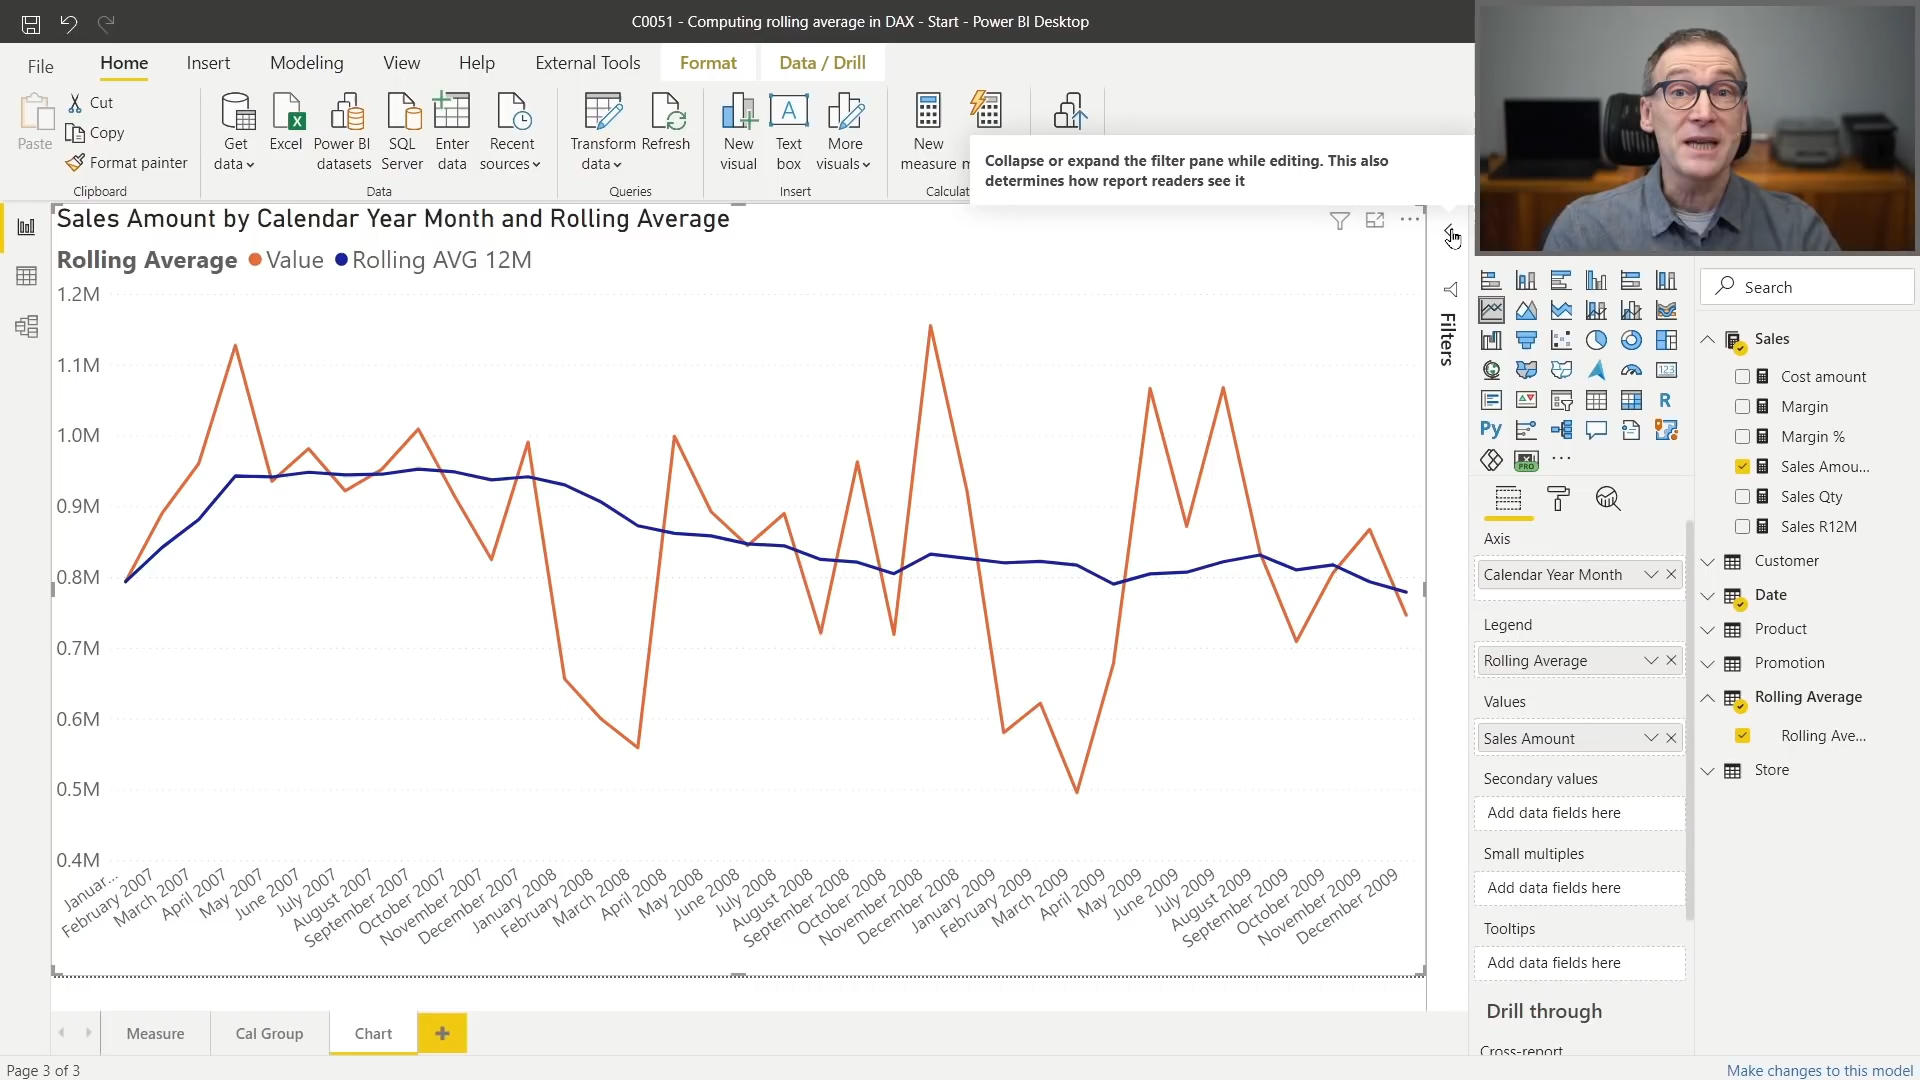 C0051 - Computing rolling average in DAX - Start - Power BI Desktop
File
Home
Insert
Modeling
View
Help
External Tools
Format
Data / Drill
Paste
Cut
Copy
Format painter
Clipboard
Get data
Excel
Power BI datasets
SQL Server
Enter data
Recent sources
Data
Transform data
Refresh
Queries
New visual
Text box
More visuals
Insert
New measure
Calculat
Collapse or expand the filter pane while editing. This also
determines how report readers see it
Sales Amount by Calendar Year Month and Rolling Average
Rolling Average Value Rolling AVG 12M
1.2M
1.1M
1.0M
0.9M
0.8M
0.7M
0.6M
0.5M
0.4M
Januar...
February 2007
March 2007
April 2007
May 2007
June 2007
July 2007
August 2007
September 2007
October 2007
November 2007
December 2007
January 2008
February 2008
March 2008
April 2008
May 2008
June 2008
July 2008
August 2008
September 2008
October 2008
November 2008
December 2008
January 2009
February 2009
March 2009
April 2009
May 2009
June 2009
July 2009
August 2009
September 2009
October 2009
November 2009
December 2009
Filters
123
R
Py
PRO
Axis
Calendar Year Month
Legend
Rolling Average
Values
Sales Amount
Secondary values
Add data fields here
Small multiples
Add data fields here
Tooltips
Add data fields here
Drill through
Cross-report
Search
Sales
Cost amount
Margin
Margin %
Sales Amou...
Sales Qty
Sales R12M
Customer
Date
Product
Promotion
Rolling Average
Rolling Ave...
Store
Measure
Cal Group
Chart
Page 3 of 3
Make changes to this model